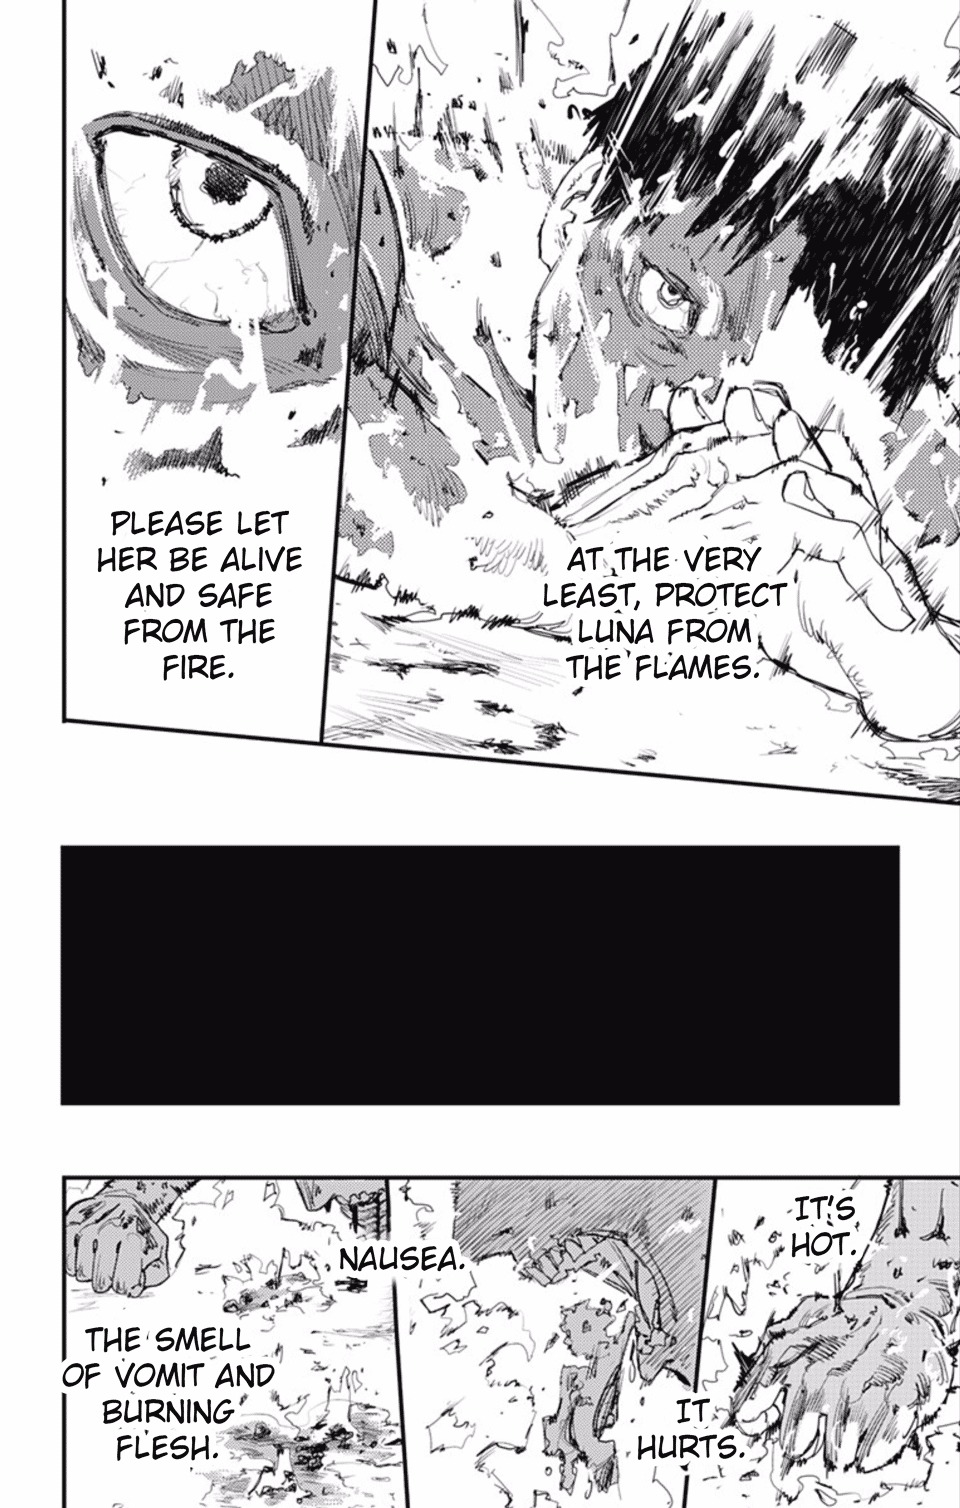 AT THE VERY
LEAST, PROTECT
LUNA FROM
THE FLAMES.
PLEASE LET
HER BE ALIVE
AND SAFE
FROM THE
FIRE.
IT'S
HOT.
IT
HURTS.
NAUSEA.
THE SMELL
OF VOMIT AND
BURNING
FLESH.